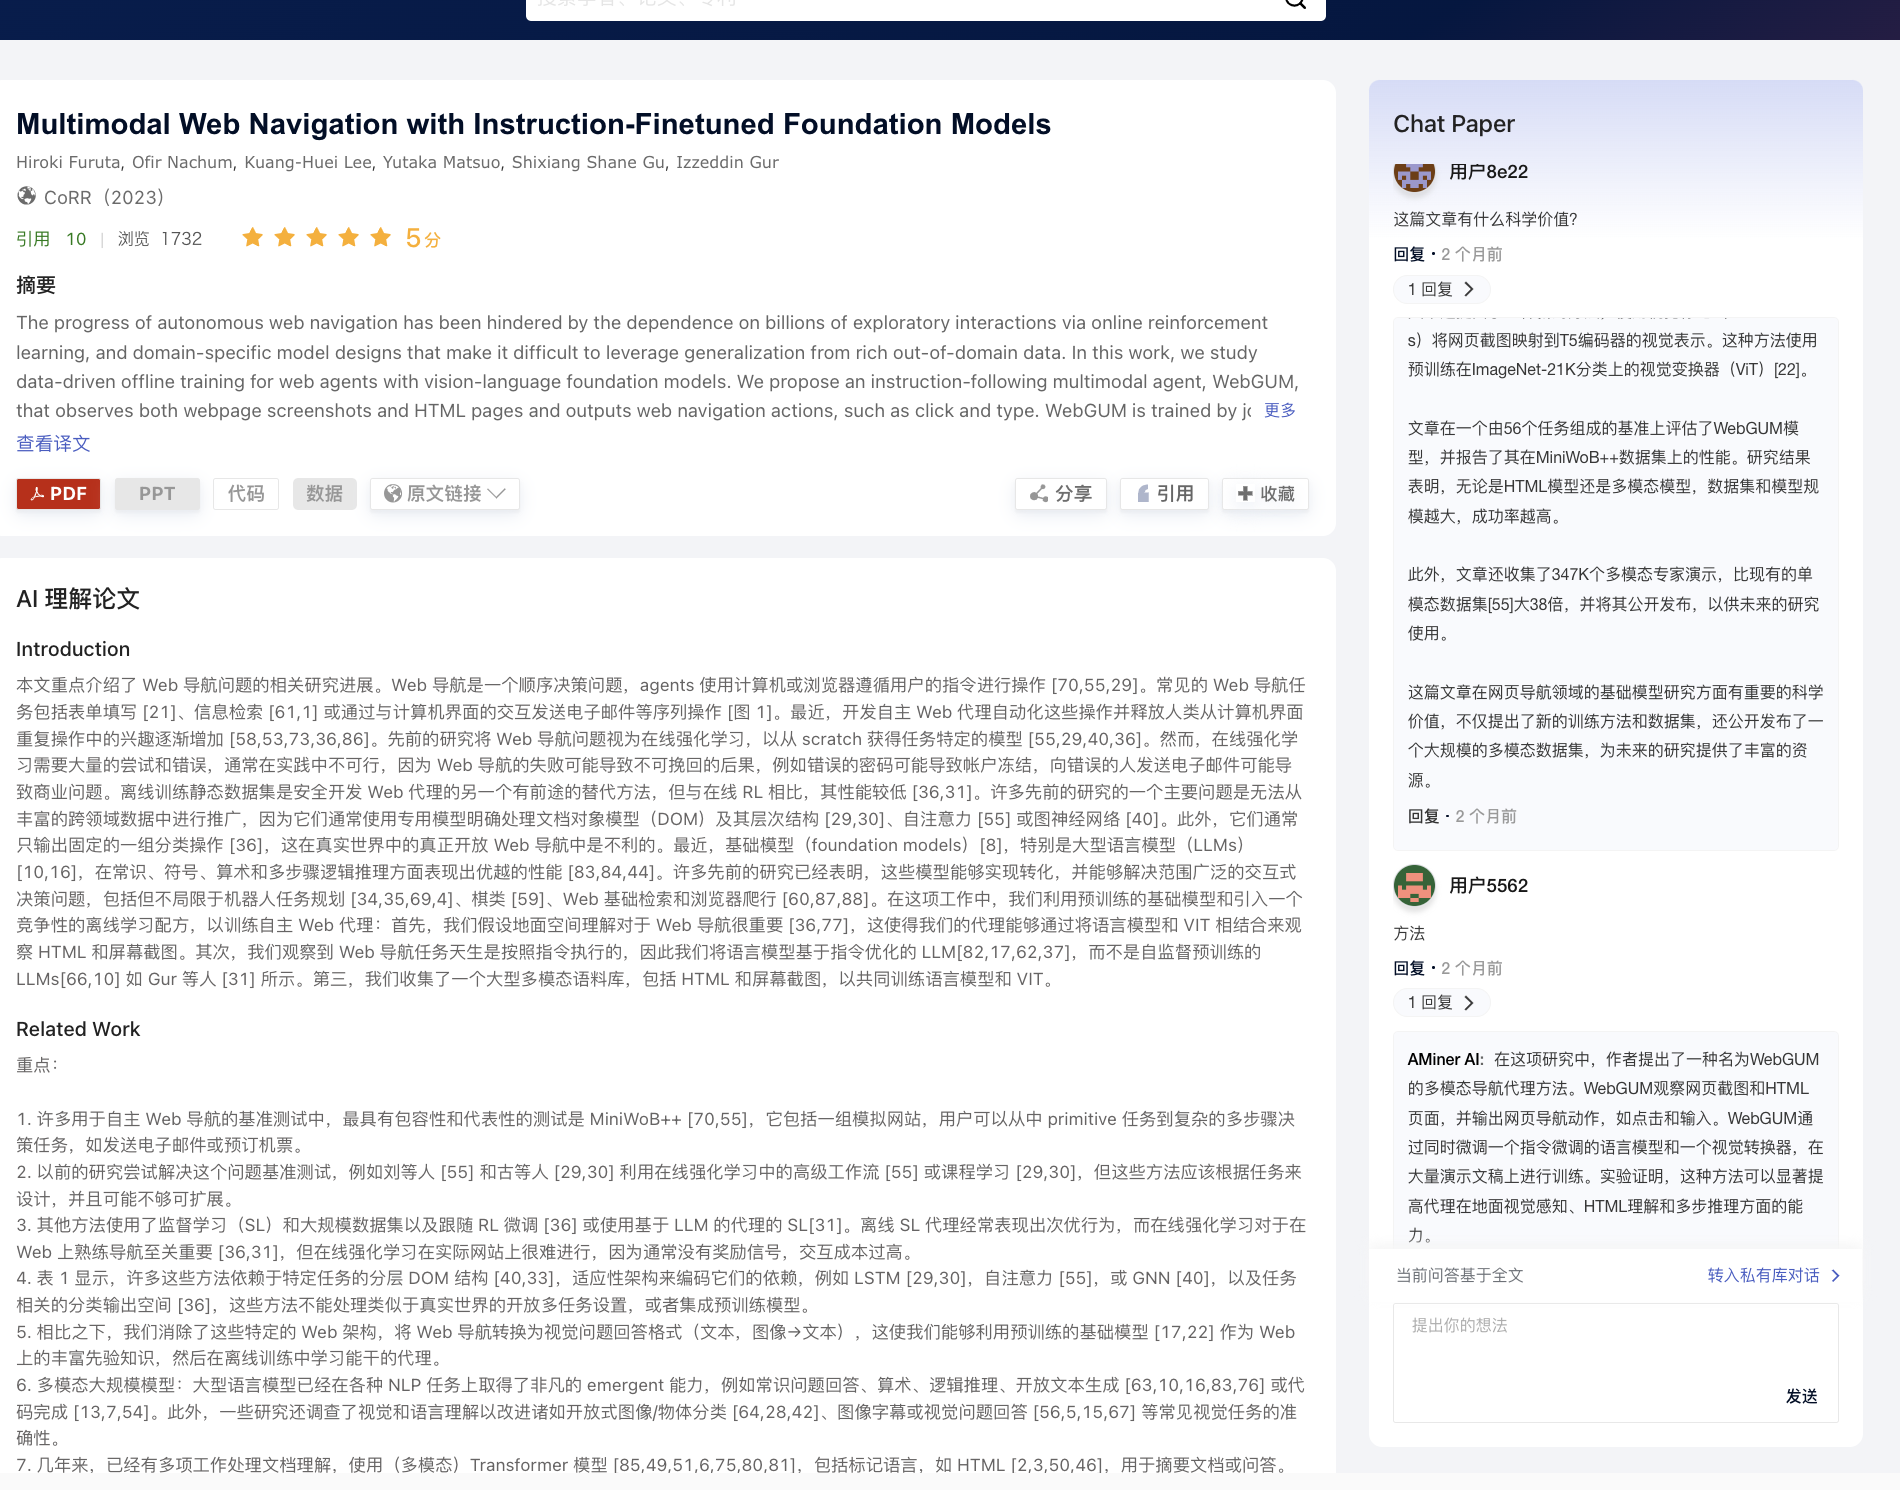 Multimodal Web Navigation with Instruction-Finetuned Foundation Models
Hiroki Furuta, Ofir Nachum, Kuang-Huei Lee, Yutaka Matsuo, Shixiang Shane Gu, Izzeddin Gur
CoRR（2023）
引用 10 | 浏览 1732 5分
摘要
The progress of autonomous web navigation has been hindered by the dependence on billions of exploratory interactions via online reinforcement
learning, and domain-specific model designs that make it difficult to leverage generalization from rich out-of-domain data. In this work, we study
data-driven offline training for web agents with vision-language foundation models. We propose an instruction-following multimodal agent, WebGUM,
that observes both webpage screenshots and HTML pages and outputs web navigation actions, such as click and type. WebGUM is trained by 更多
查看译文
PDF PPT 代码 数据 原文链接 分享 引用 收藏
AI 理解论文
Introduction
本文重点介绍了 Web 导航问题的相关研究进展。Web 导航是一个顺序决策问题，agents 使用计算机或浏览器遵循用户的指令进行操作 [70,55,29]。常见的 Web 导航任
务包括表单填写 [21]、信息检索 [61,1] 或通过与计算机界面的交互发送电子邮件等序列操作 [图 1]。最近，开发自主 Web 代理自动化这些操作并释放人类从计算机界面
重复操作中的兴趣逐渐增加 [58,53,73,36,86]。先前的研究将 Web 导航问题视为在线强化学习，以从 scratch 获得任务特定的模型 [55,29,40,36]。然而，在线强化学
习需要大量的尝试和错误，通常在实践中不可行，因为 Web 导航的失败可能导致不可挽回的后果，例如错误的密码可能导致帐户冻结，向错误的人发送电子邮件可能导
致商业问题。离线训练静态数据集是安全开发 Web 代理的另一个有前途的替代方法，但与在线 RL 相比，其性能较低 [36,31]。许多先前的研究的一个主要问题是无法从
丰富的跨领域数据中进行推广，因为它们通常使用专用模型明确处理文档对象模型（DOM）及其层次结构 [29,30]、自注意力 [55] 或图神经网络 [40]。此外，它们通常
只输出固定的一组分类操作 [36]，这在真实世界中的真正开放 Web 导航中是不利的。最近，基础模型（foundation models）[8]，特别是大型语言模型（LLMs）
[10,16]，在常识、符号、算术和多步骤逻辑推理方面表现出优越的性能 [83,84,44]。许多先前的研究已经表明，这些模型能够实现转化，并能够解决范围广泛的交互式
决策问题，包括但不局限于机器人任务规划 [34,35,69,4]、棋类 [59]、Web 基础检索和浏览器爬行 [60,87,88]。在这项工作中，我们利用预训练的基础模型和引入一个
竞争性的离线学习配方，以训练自主 Web 代理：首先，我们假设地面空间理解对于 Web 导航很重要 [36,77]，这使得我们的代理能够通过将语言模型和 VIT 相结合来观
察 HTML 和屏幕截图。其次，我们观察到 Web 导航任务天生是按照指令执行的，因此我们将语言模型基于指令优化的 LLM[82,17,62,37]，而不是自监督预训练的
LLMs[66,10] 如 Gur 等人 [31] 所示。第三，我们收集了一个大型多模态语料库，包括 HTML 和屏幕截图，以共同训练语言模型和 VIT。
Related Work
重点：
1. 许多用于自主 Web 导航的基准测试中，最具有包容性和代表性的测试是 MiniWoB++ [70,55]，它包括一组模拟网站，用户可以从中 primitive 任务到复杂的多步骤决
策任务，如发送电子邮件或预订机票。
2. 以前的研究尝试解决这个问题基准测试，例如刘等人 [55] 和古等人 [29,30] 利用在线强化学习中的高级工作流 [55] 或课程学习 [29,30]，但这些方法应该根据任务来
设计，并且可能不够可扩展。
3. 其他方法使用了监督学习（SL）和大规模数据集以及跟随 RL 微调 [36] 或使用基于 LLM 的代理的 SL[31]。离线 SL 代理经常表现出次优行为，而在线强化学习对于在
Web 上熟练导航至关重要 [36,31]，但在线强化学习在实际网站上很难进行，因为通常没有奖励信号，交互成本过高。
4. 表 1 显示，许多这些方法依赖于特定任务的分层 DOM 结构 [40,33]，适应性架构来编码它们的依赖，例如 LSTM [29,30]，自注意力 [55]，或 GNN [40]，以及任务
相关的分类输出空间 [36]，这些方法不能处理类似于真实世界的开放多任务设置，或者集成预训练模型。
5. 相比之下，我们消除了这些特定的 Web 架构，将 Web 导航转换为视觉问题回答格式（文本，图像→文本），这使我们能够利用预训练的基础模型 [17,22] 作为 Web
上的丰富先验知识，然后在离线训练中学习能干的代理。
6. 多模态大规模模型：大型语言模型已经在各种 NLP 任务上取得了非凡的 emergent 能力，例如常识问题回答、算术、逻辑推理、开放文本生成 [63,10,16,83,76] 或代
码完成 [13,7,54]。此外，一些研究还调查了视觉和语言理解以改进诸如开放式图像/物体分类 [64,28,42]、图像字幕或视觉问题回答 [56,5,15,67] 等常见视觉任务的准
确性。
7. 几年来，已经有多项工作处理文档理解，使用（多模态）Transformer 模型 [85,49,51,6,75,80,81]，包括标记语言，如 HTML [2,3,50,46]，用于摘要文档或问答。
Chat Paper
用户8e22
这篇文章有什么科学价值?
回复・2 个月前
1 回复
s）将网页截图映射到T5编码器的视觉表示。这种方法使用
预训练在ImageNet-21K分类上的视觉变换器（ViT）[22]。
文章在一个由56个任务组成的基准上评估了WebGUM模
型，并报告了其在MiniWoB++数据集上的性能。研究结果
表明，无论是HTML模型还是多模态模型，数据集和模型规
模越大，成功率越高。
此外，文章还收集了347K个多模态专家演示，比现有的单
模态数据集[55]大38倍，并将其公开发布，以供未来的研究
使用。
这篇文章在网页导航领域的基础模型研究方面有重要的科学
价值，不仅提出了新的训练方法和数据集，还公开发布了一
个大规模的多模态数据集，为未来的研究提供了丰富的资
源。
回复・2 个月前
用户5562
方法
回复・2 个月前
1 回复
AMiner AI：在这项研究中，作者提出了一种名为WebGUM
的多模态导航代理方法。WebGUM观察网页截图和HTML
页面，并输出网页导航动作，如点击和输入。WebGUM通
过同时微调一个指令微调的语言模型和一个视觉转换器，在
大量演示文稿上进行训练。实验证明，这种方法可以显著提
高代理在地面视觉感知、HTML理解和多步推理方面的能
力。
当前问答基于全文 转入私有库对话
提出你的想法
发送